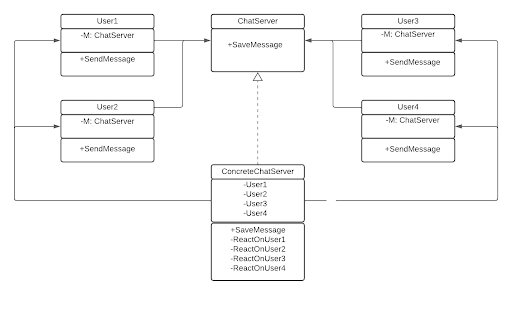 User1
-M: ChatServer
+SendMessage
ChatServer
+SaveMessage
User3
-M: ChatServer
+SendMessage
User2
-M: ChatServer
+SendMessage
User4
-M: ChatServer
+SendMessage
ConcreteChatServer
-User1
-User2
-User3
-User4
+SaveMessage
-ReactOnUser1
-ReactOnUser2
-ReactOnUser3
-ReactOnUser4